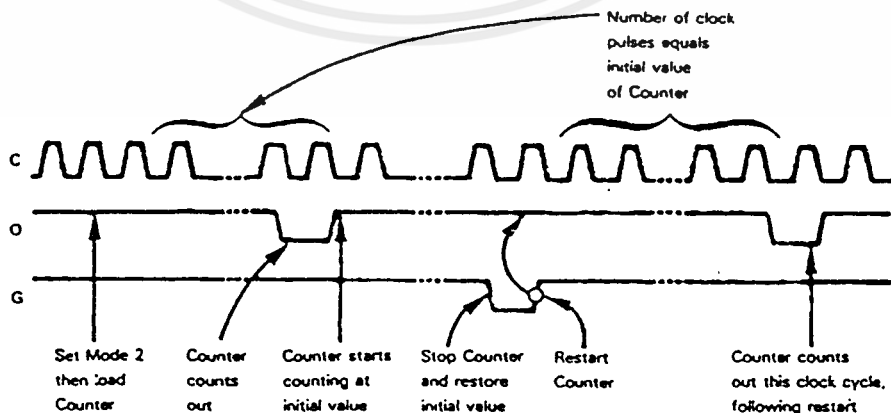 Number of clock
pulses equals
initial value
of Counter
C
O
G
Set Mode 2
then load
Counter
Counter
counts
out
Counter starts
counting at
initial value
Stop Counter
and restore
initial value
Restart
Counter
Counter counts
out this clock cycle,
following restart